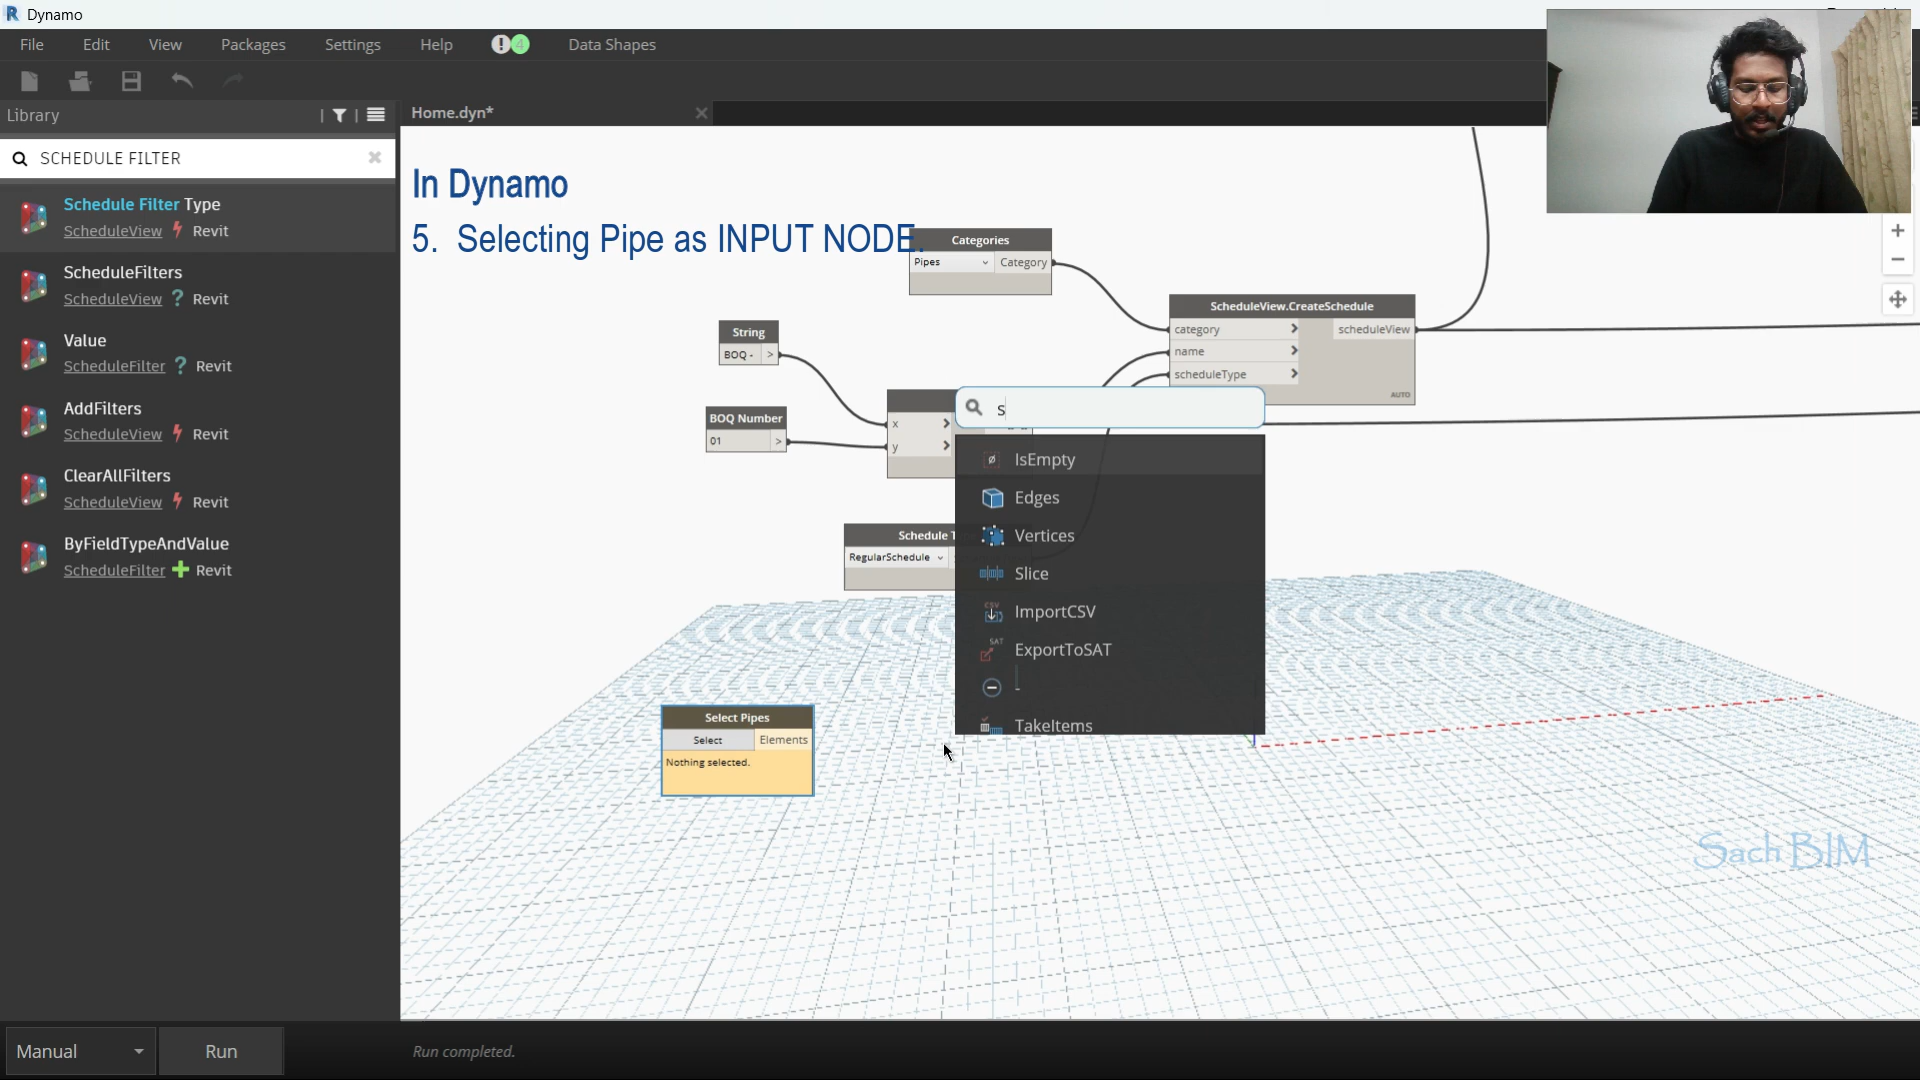 Dynamo
File Edit View Packages Settings Help ! 4 Data Shapes
Library
Home.dyn*
SCHEDULE FILTER
Schedule Filter Type
ScheduleView Revit
ScheduleFilters
ScheduleView ? Revit
Value
ScheduleFilter ? Revit
AddFilters
ScheduleView Revit
ClearAllFilters
ScheduleView Revit
ByFieldTypeAndValue
ScheduleFilter Revit
In Dynamo
5. Selecting Pipe as INPUT NODE.
Categories
Pipes Category
ScheduleView.CreateSchedule
category > scheduleView
name >
scheduleType >
AUTO
String
BOQ - >
BOQ Number
01 >
x >
y >
Schedule T
RegularSchedule
s
IsEmpty
Edges
Vertices
Slice
ImportCSV
ExportToSAT
-
TakeItems
Select Pipes
Select Elements
Nothing selected.
Sach BIM
Manual Run Run completed.